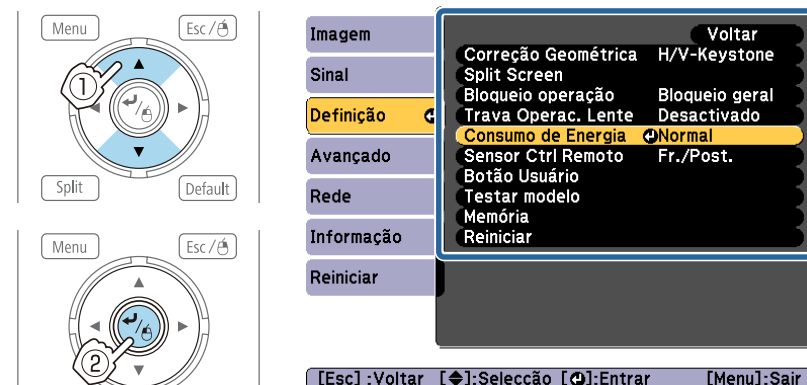 Menu
Esc/
1
Split
Default
Menu
Esc/
2
Imagem
Sinal
Definição
Avançado
Rede
Informação
Reiniciar
Voltar
Correção Geométrica H/V-Keystone
Split Screen
Bloqueio operação Bloqueio geral
Trava Operac. Lente Desactivado
Consumo de Energia Normal
Sensor Ctrl Remoto Fr./Post.
Botão Usuário
Testar modelo
Memória
Reiniciar
[Esc] :Voltar [◆]:Selecção [↵]:Entrar [Menu]:Sair